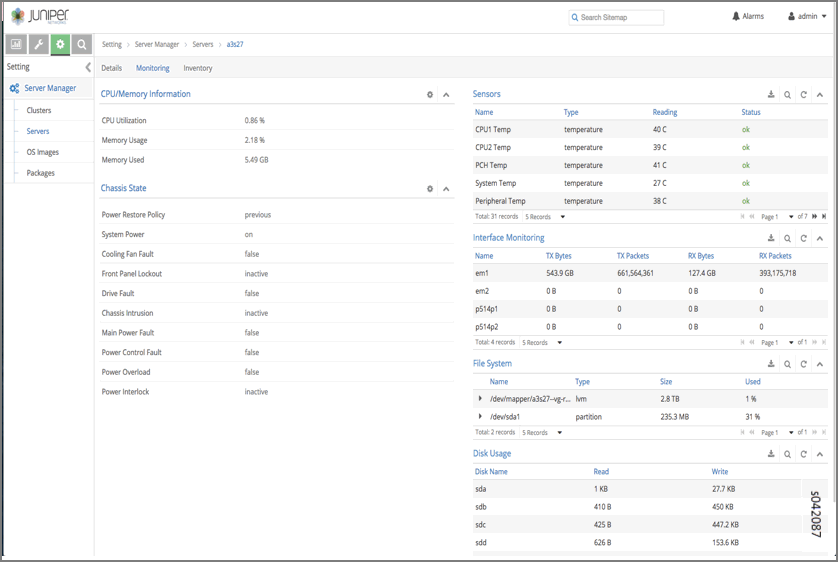 JUNIPER
NETWORKS
Search Sitemap
Alarms
admin
Setting > Server Manager > Servers > a3s27
Setting
Server Manager
Clusters
Servers
OS Images
Packages
Details Monitoring Inventory
CPU/Memory Information
CPU Utilization 0.86 %
Memory Usage 2.18 %
Memory Used 5.49 GB
Chassis State
Power Restore Policy previous
System Power on
Cooling Fan Fault false
Front Panel Lockout inactive
Drive Fault false
Chassis Intrusion inactive
Main Power Fault false
Power Control Fault false
Power Overload false
Power Interlock inactive
Sensors
Name Type Reading Status
CPU1 Temp temperature 40 C ok
CPU2 Temp temperature 39 C ok
PCH Temp temperature 41 C ok
System Temp temperature 27 C ok
Peripheral Temp temperature 38 C ok
Total: 31 records 5 Records Page 1 of 7
Interface Monitoring
Name TX Bytes TX Packets RX Bytes RX Packets
em1 543.9 GB 661,564,361 127.4 GB 393,175,718
em2 0 B 0 0 B 0
p514p1 0 B 0 0 B 0
p514p2 0 B 0 0 B 0
Total: 4 records 5 Records Page 1 of 1
File System
Name Type Size Used
/dev/mapper/a3s27--vg-r... lvm 2.8 TB 1 %
/dev/sda1 partition 235.3 MB 31 %
Total: 2 records 5 Records Page 1 of 1
Disk Usage
Disk Name Read Write
sda 1 KB 27.7 KB
sdb 410 B 450 KB
sdc 425 B 447.2 KB
sdd 626 B 153.6 KB
s042087